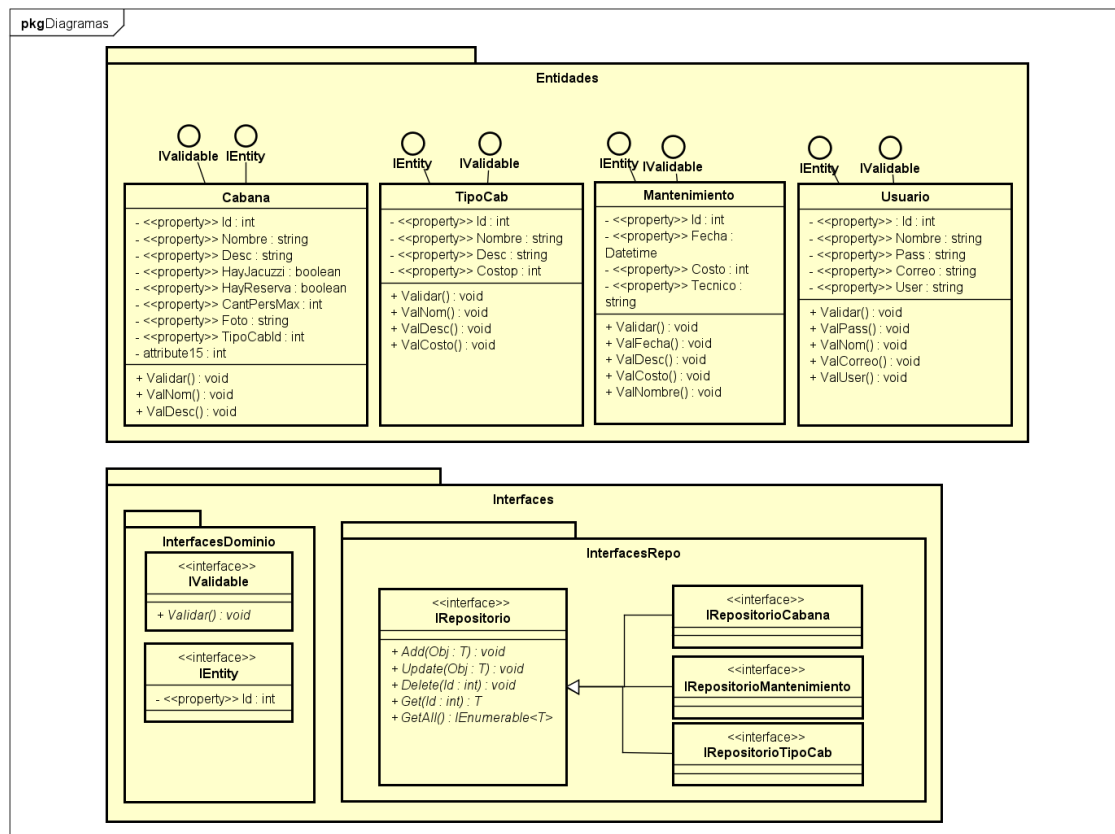 pkgDiagramas
Entidades
IValidable
IEntity
Cabana
- <<property>> Id : int
- <<property>> Nombre : string
- <<property>> Desc : string
- <<property>> HayJacuzzi : boolean
- <<property>> HayReserva : boolean
- <<property>> CantPersMax : int
- <<property>> Foto : string
- <<property>> TipoCabId : int
- attribute15 : int
+ Validar() : void
+ ValNom() : void
+ ValDesc() : void
IEntity
IValidable
TipoCab
- <<property>> Id : int
- <<property>> Nombre : string
- <<property>> Desc : string
- <<property>> Costop : int
+ Validar() : void
+ ValNom() : void
+ ValDesc() : void
+ ValCosto() : void
IEntity
IValidable
Mantenimiento
- <<property>> Id : int
- <<property>> Fecha :
Datetime
- <<property>> Costo : int
- <<property>> Tecnico :
string
+ Validar() : void
+ ValFecha() : void
+ ValDesc() : void
+ ValCosto() : void
+ ValNombre() : void
IEntity
IValidable
Usuario
- <<property>> : Id : int
- <<property>> Nombre : string
- <<property>> Pass : string
- <<property>> Correo : string
- <<property>> User : string
+ Validar() : void
+ ValPass() : void
+ ValNom() : void
+ ValCorreo() : void
+ ValUser() : void
Interfaces
InterfacesDominio
<<interface>>
IValidable
+ Validar() : void
<<interface>>
IEntity
- <<property>> Id : int
InterfacesRepo
<<interface>>
IRepositorio
+ Add(Obj : T) : void
+ Update(Obj : T) : void
+ Delete(Id : int) : void
+ Get(Id : int) : T
+ GetAll() : IEnumerable<T>
<<interface>>
IRepositorioCabana
<<interface>>
IRepositorioMantenimiento
<<interface>>
IRepositorioTipoCab